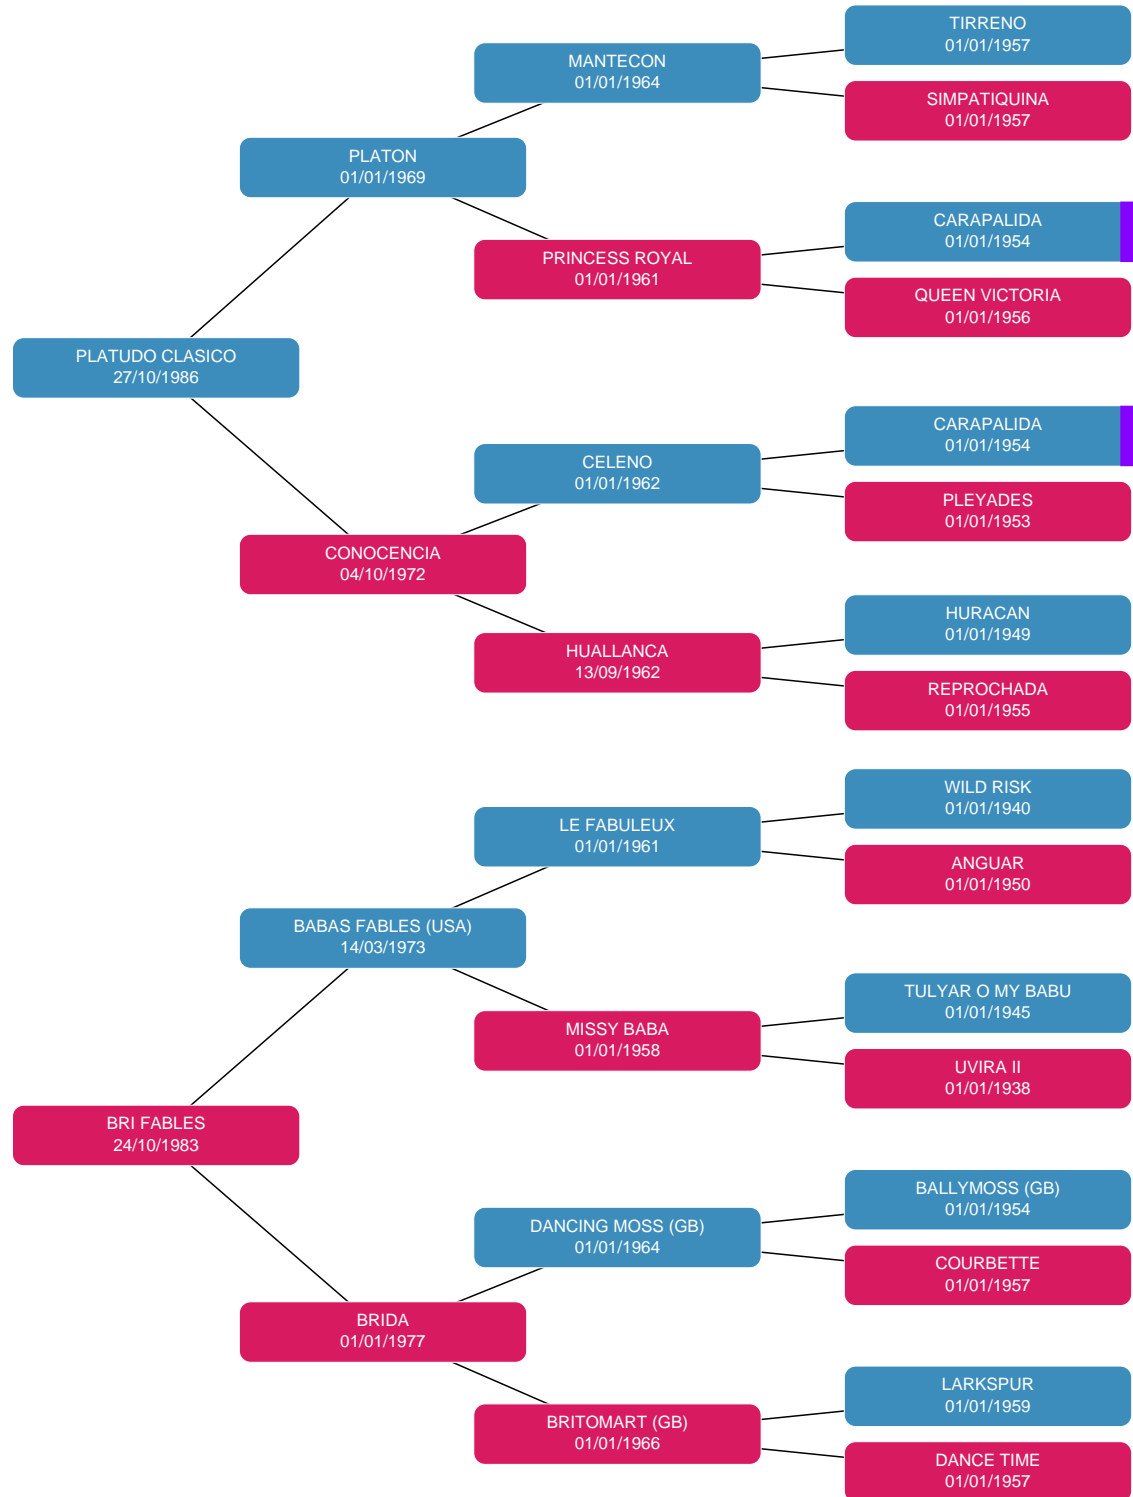 TIRRENO
01/01/1957
MANTECON
01/01/1964
SIMPATIQUINA
01/01/1957
PLATON
01/01/1969
CARAPALIDA
01/01/1954
PRINCESS ROYAL
01/01/1961
QUEEN VICTORIA
01/01/1956
PLATUDO CLASICO
27/10/1986
CARAPALIDA
01/01/1954
CELENO
01/01/1962
PLEYADES
01/01/1953
CONOCENCIA
04/10/1972
HURACAN
01/01/1949
HUALLANCA
13/09/1962
REPROCHADA
01/01/1955
WILD RISK
01/01/1940
LE FABULEUX
01/01/1961
ANGUAR
01/01/1950
BABAS FABLES (USA)
14/03/1973
TULYAR O MY BABU
01/01/1945
MISSY BABA
01/01/1958
UVIRA II
01/01/1938
BRI FABLES
24/10/1983
BALLYMOSS (GB)
01/01/1954
DANCING MOSS (GB)
01/01/1964
COURBETTE
01/01/1957
BRIDA
01/01/1977
LARKSPUR
01/01/1959
BRITOMART (GB)
01/01/1966
DANCE TIME
01/01/1957